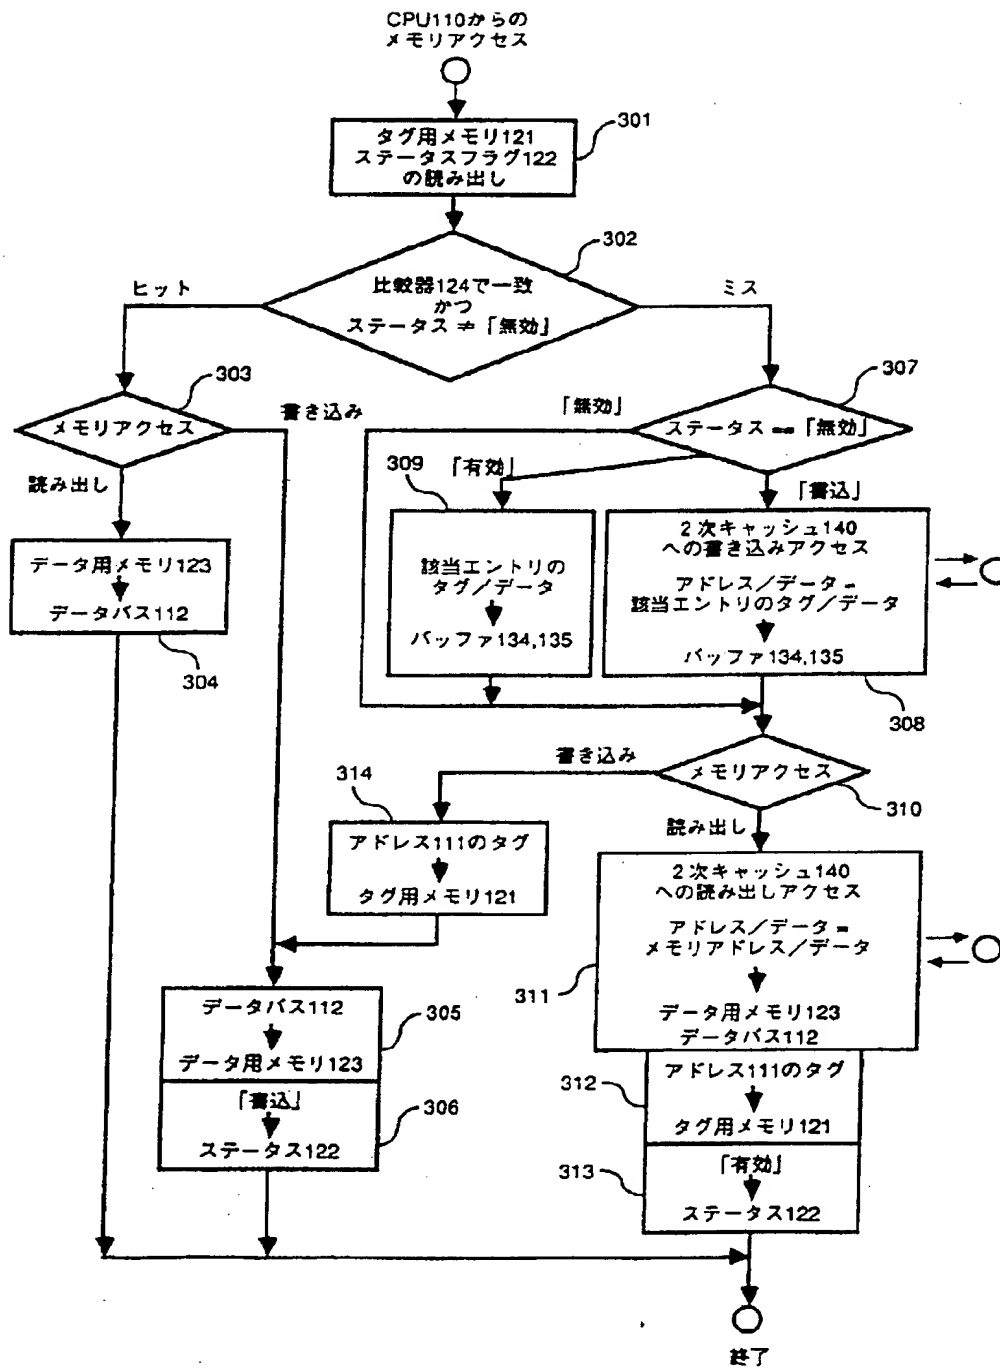 CPU110からの
メモリアクセス
タグ用メモリ121
ステータスフラグ122
の読み出し
301
比較器124で一致
かつ
ステータス ≠ 「無効」
302
ヒット
ミス
メモリアクセス
303
書き込み
読み出し
ステータス == 「無効」
307
「無効」
「有効」
「書込」
データ用メモリ123
データバス112
304
309
該当エントリの
タグ/データ
バッファ134,135
2次キャッシュ140
への書き込みアクセス
アドレス/データ=
該当エントリのタグ/データ
バッファ134,135
308
メモリアクセス
310
書き込み
読み出し
314
アドレス111のタグ
タグ用メモリ121
2次キャッシュ140
への読み出しアクセス
アドレス/データ=
メモリアドレス/データ
データ用メモリ123
データバス112
311
データバス112
データ用メモリ123
305
「書込」
ステータス122
306
アドレス111のタグ
タグ用メモリ121
312
「有効」
ステータス122
313
終了